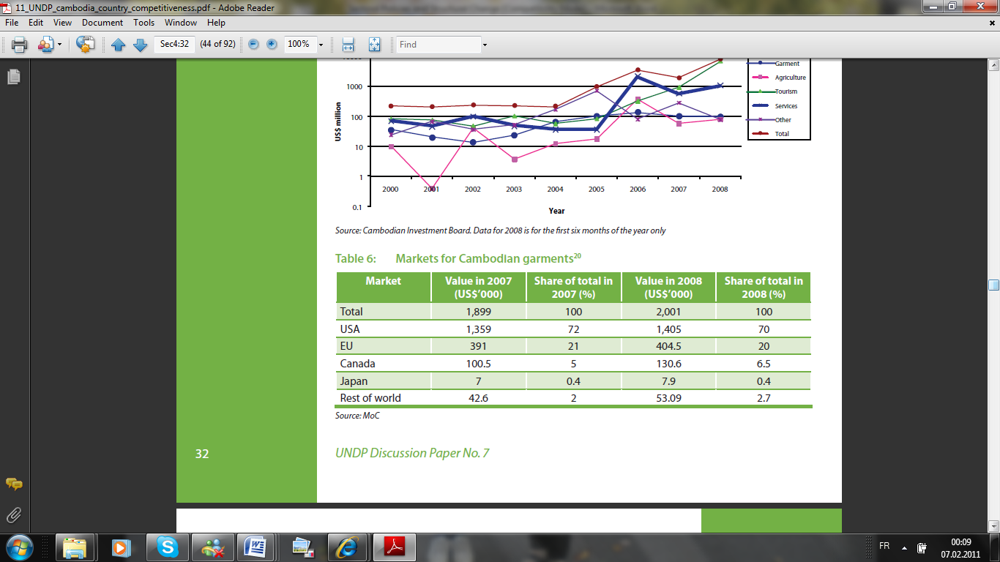 11_UNDP_cambodia_country_competitiveness.pdf - Adobe Reader
File Edit View Document Tools Window Help
Sec4:32 (44 of 92) 100% Find
Garment
1000
Agriculture
Tourism
Services
100
Other
Total
US$ million
10
1
2000 2001 2002 2003 2004 2005 2006 2007 2008
0.1
Year
Source: Cambodian Investment Board. Data for 2008 is for the first six months of the year only
Table 6: Markets for Cambodian garments20
Market Value in 2007 Share of total in Value in 2008 Share of total in
(US$'000) 2007 (%) (US$'000) 2008 (%)
Total 1,899 100 2,001 100
USA 1,359 72 1,405 70
EU 391 21 404.5 20
Canada 100.5 5 130.6 6.5
Japan 7 0.4 7.9 0.4
Rest of world 42.6 2 53.09 2.7
Source: MoC
32 UNDP Discussion Paper No. 7
FR 00:09
07.02.2011